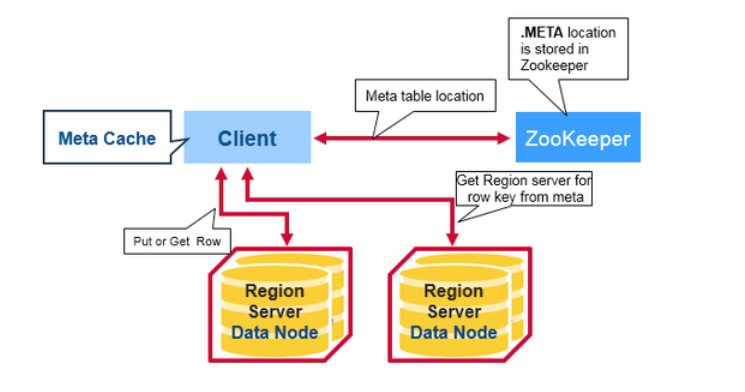 .META location
is stored in
Zookeeper
Meta table location
Meta Cache
Client
ZooKeeper
Get Region server for
row key from meta
Put or Get Row
Region
Server
Data Node
Region
Server
Data Node